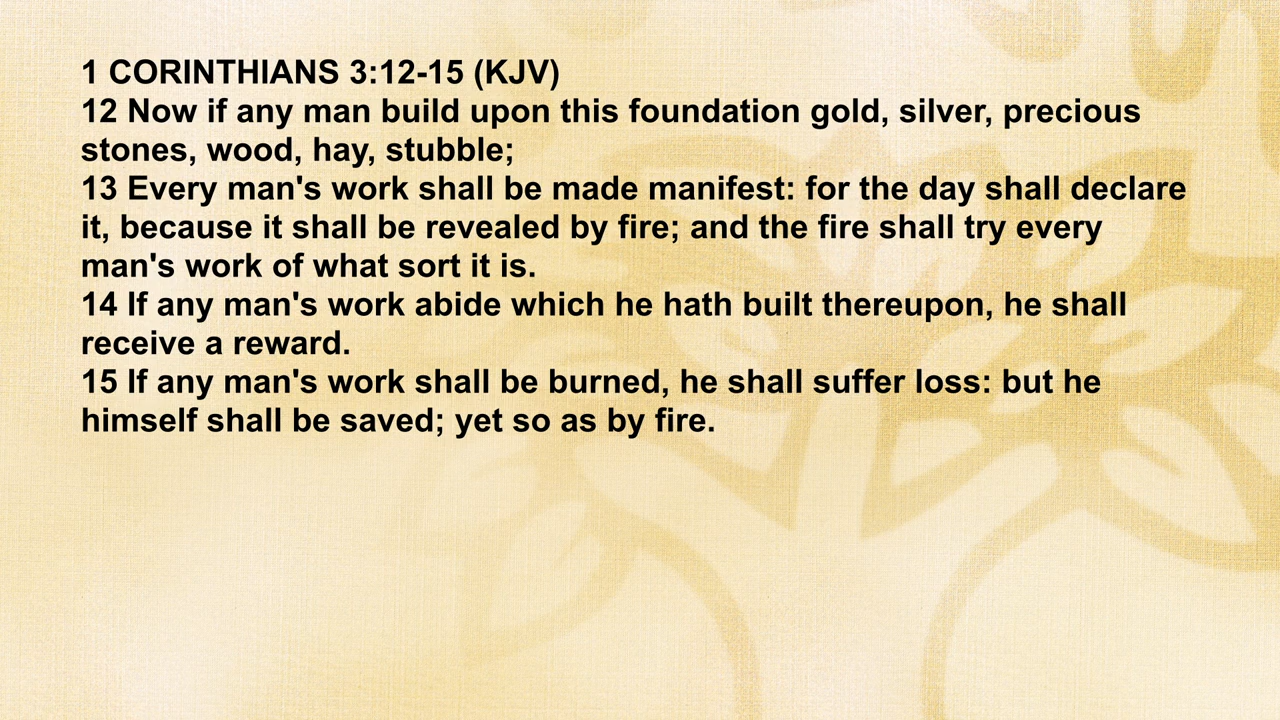 1 CORINTHIANS 3:12-15 (KJV)
12 Now if any man build upon this foundation gold, silver, precious
stones, wood, hay, stubble;
13 Every man's work shall be made manifest: for the day shall declare
it, because it shall be revealed by fire; and the fire shall try every
man's work of what sort it is.
14 If any man's work abide which he hath built thereupon, he shall
receive a reward.
15 If any man's work shall be burned, he shall suffer loss: but he
himself shall be saved; yet so as by fire.